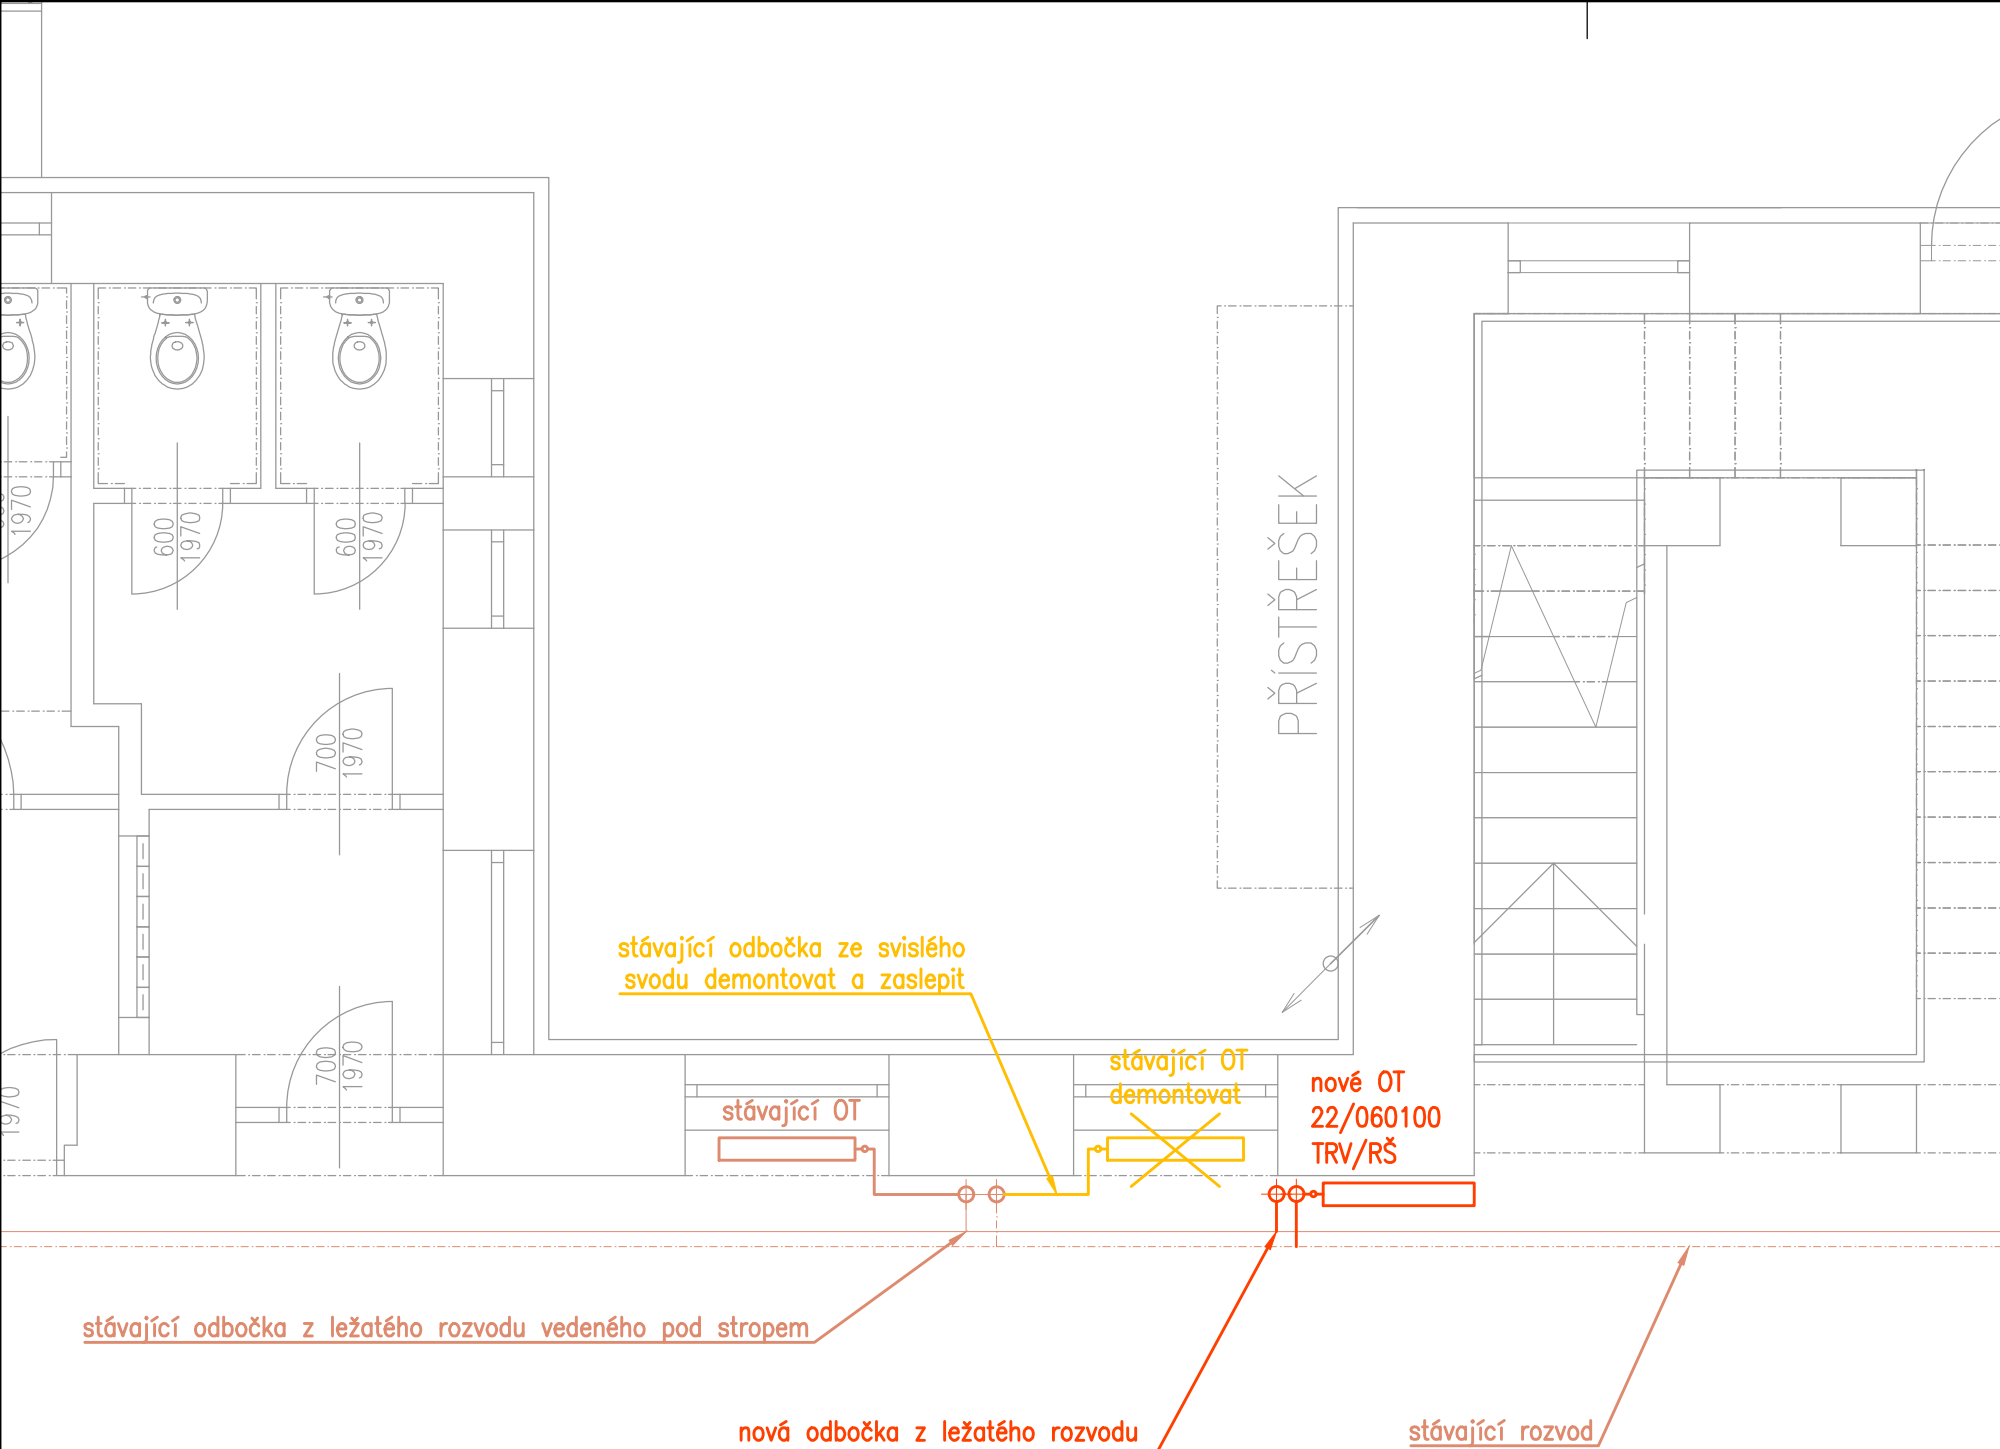 1970
600
1970
600
1970
PŘÍSTŘEŠEK
700
1970
stávající odbočka ze svislého
svodu demontovat a zaslepit
700
1970
1970
stávající OT
demontovat
stávající OT
nové OT
22/060100
TRV/RŠ
stávající odbočka z ležatého rozvodu vedeného pod stropem
nová odbočka z ležatého rozvodu
stávající rozvod